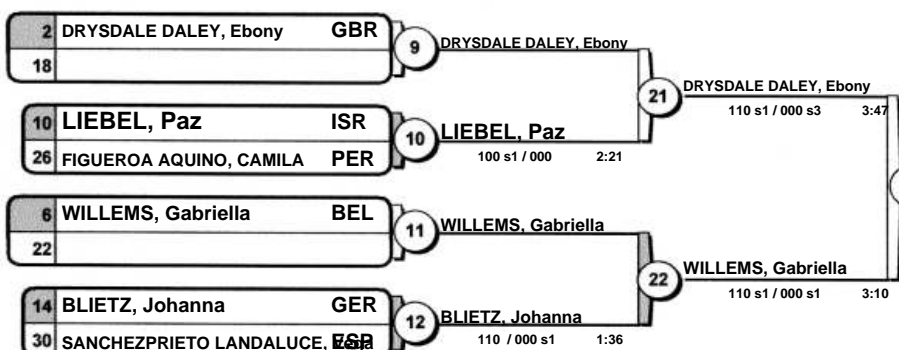 2 DRYSDALE DALEY, Ebony GBR
18
9
DRYSDALE DALEY, Ebony
10 LIEBEL, Paz ISR
26 FIGUEROA AQUINO, CAMILA PER
10
LIEBEL, Paz
100 s1 / 000 2:21
21
DRYSDALE DALEY, Ebony
110 s1 / 000 s3 3:47
6 WILLEMS, Gabriella BEL
22
11
WILLEMS, Gabriella
14 BLIETZ, Johanna GER
30 SANCHEZPRIETO LANDALUCE, Vega ESP
12
BLIETZ, Johanna
110 / 000 s1 1:36
22
WILLEMS, Gabriella
110 s1 / 000 s1 3:10